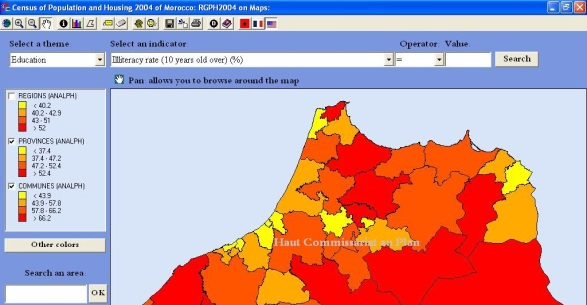 Census of Population and Housing 2004 of Morocco: RGPH2004 on Maps:
Select a theme
Select an indicator
Operator
Value
Education
Illiteracy rate (10 years old over) (%)
=
Search
Pan: allows you to browse around the map
REGIONS (ANALPH)
< 40.2
40.2 - 42.9
43 - 51
> 52
PROVINCES (ANALPH)
< 37.4
37.4 - 47.2
47.2 - 52.4
> 52.4
COMMUNES (ANALPH)
< 43.9
43.9 - 57.8
57.8 - 66.2
> 66.2
Haut Commissariat au Plan
Other colors
Search an area
OK